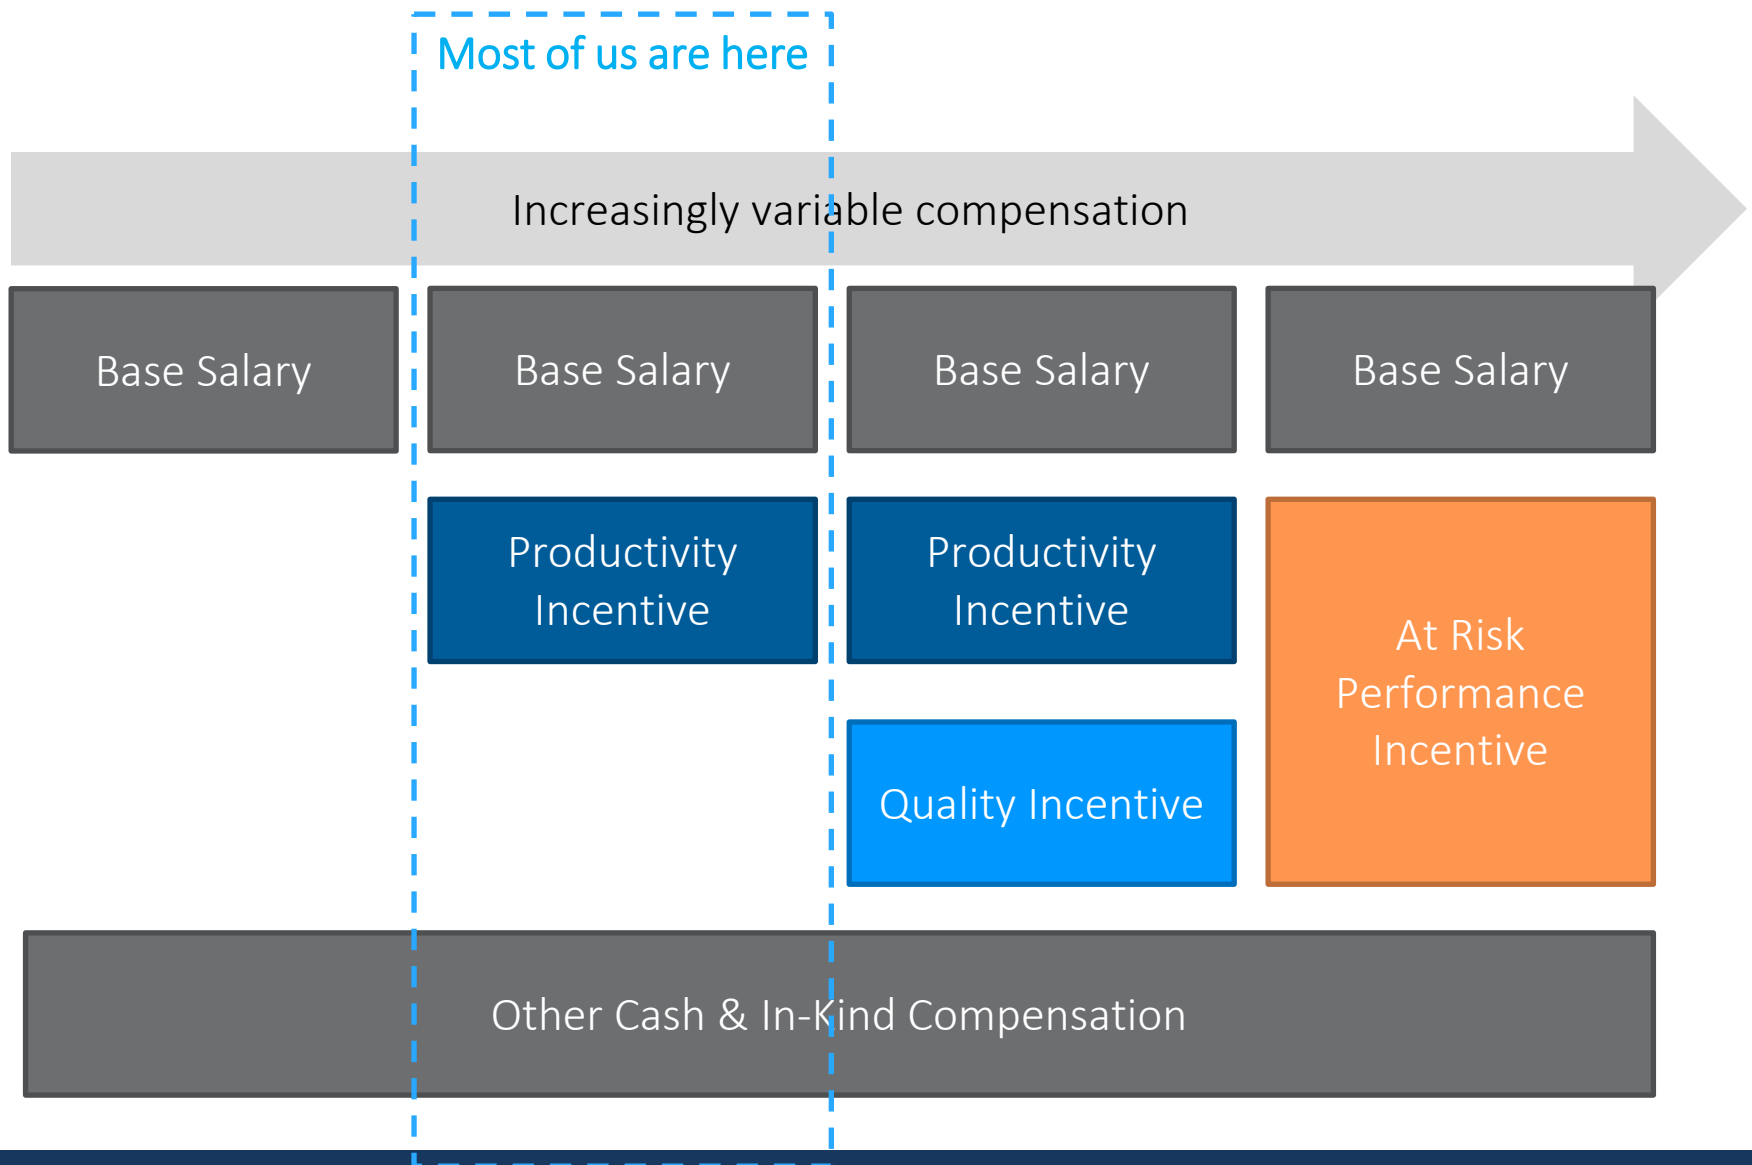 Most of us are here
Increasingly variable compensation
Base Salary
Base Salary
Base Salary
Base Salary
Productivity
Incentive
Productivity
Incentive
At Risk
Performance
Incentive
Quality Incentive
Other Cash & In-Kind Compensation